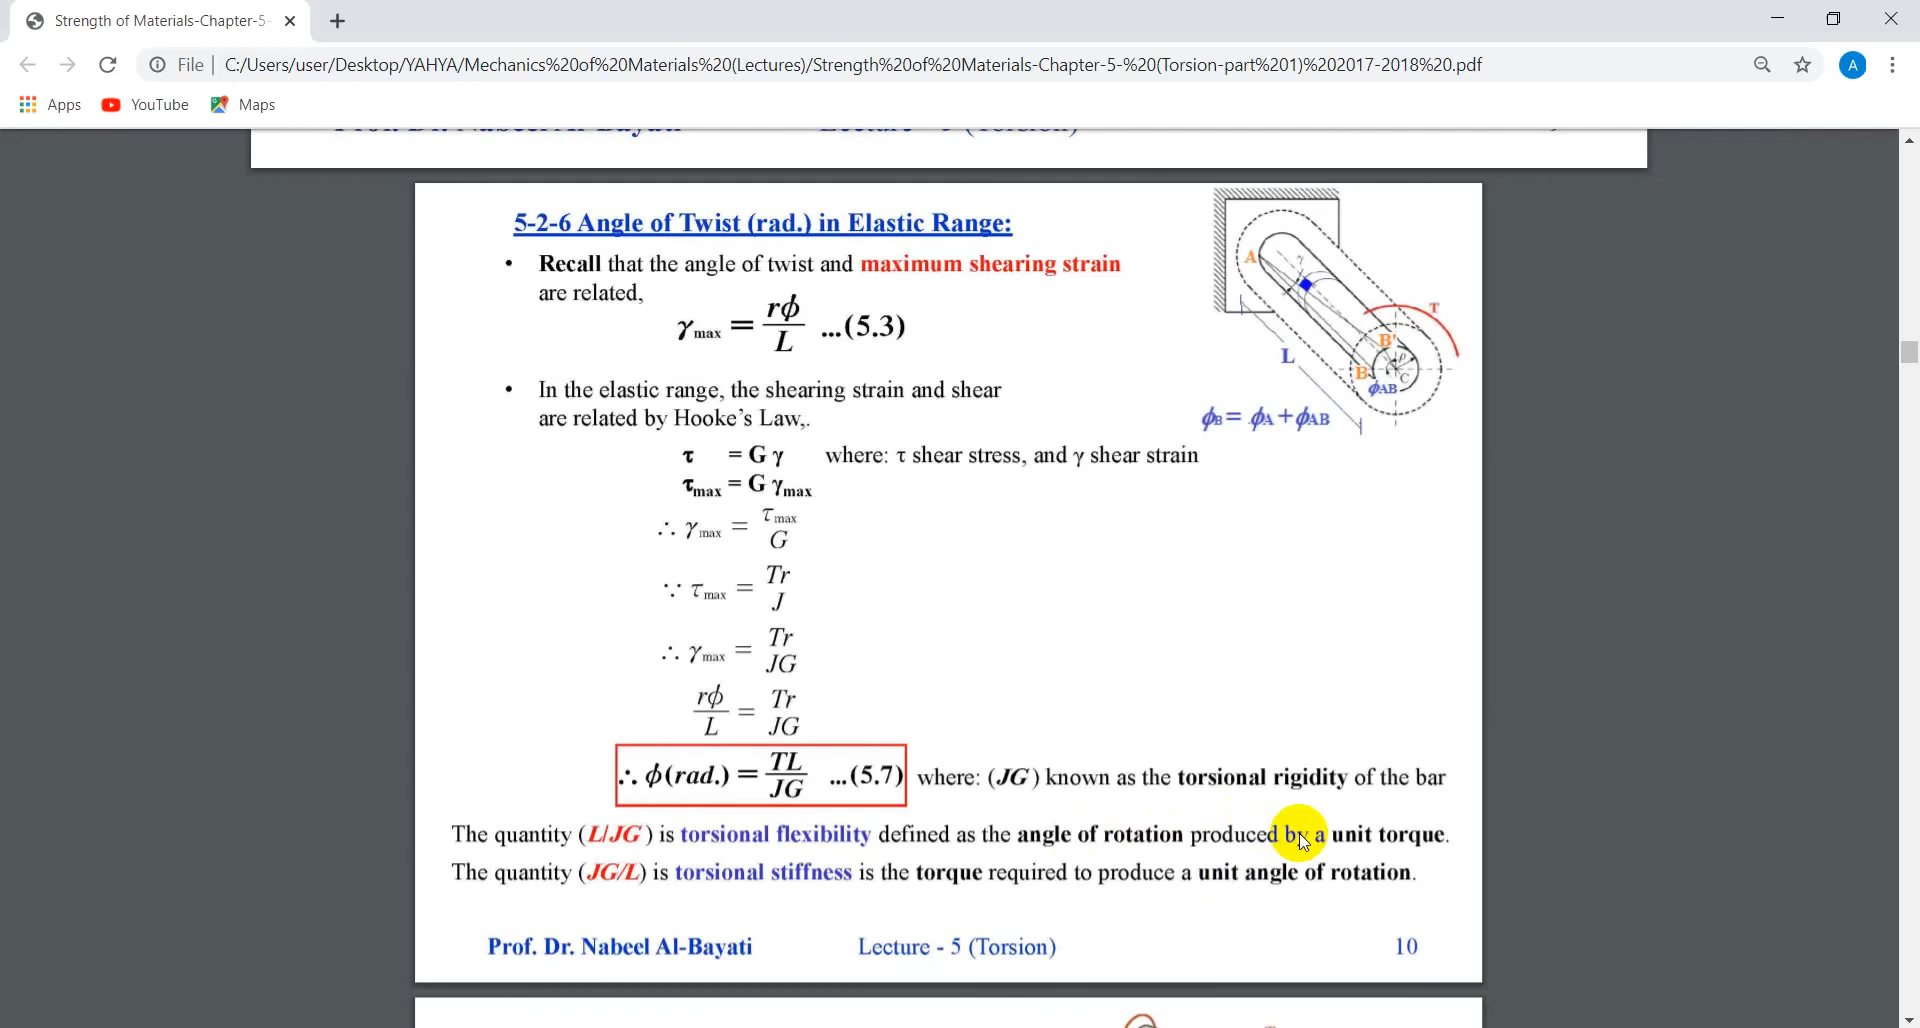 Strength of Materials-Chapter-5-
File | C:/Users/user/Desktop/YAHYA/Mechanics%20of%20Materials%20(Lectures)/Strength%20of%20Materials-Chapter-5-%20(Torsion-part%201)%202017-2018%20.pdf
A
Apps YouTube Maps
5-2-6 Angle of Twist (rad.) in Elastic Range:
• Recall that the angle of twist and maximum shearing strain
are related,
γmax = rϕ/L ...(5.3)
• In the elastic range, the shearing strain and shear
are related by Hooke's Law,.
τ = G γ where: τ shear stress, and γ shear strain
τmax = G γmax
∴ γmax = τmax/G
∵ τmax = Tr/J
∴ γmax = Tr/JG
rϕ/L = Tr/JG
∴ ϕ(rad.) = TL/JG ...(5.7) where: (JG) known as the torsional rigidity of the bar
The quantity (L/JG) is torsional flexibility defined as the angle of rotation produced by a unit torque.
The quantity (JG/L) is torsional stiffness is the torque required to produce a unit angle of rotation.
A
γ
T
L
B'
ρ
B
C
ϕAB
ϕB = ϕA + ϕAB
Prof. Dr. Nabeel Al-Bayati Lecture - 5 (Torsion) 10